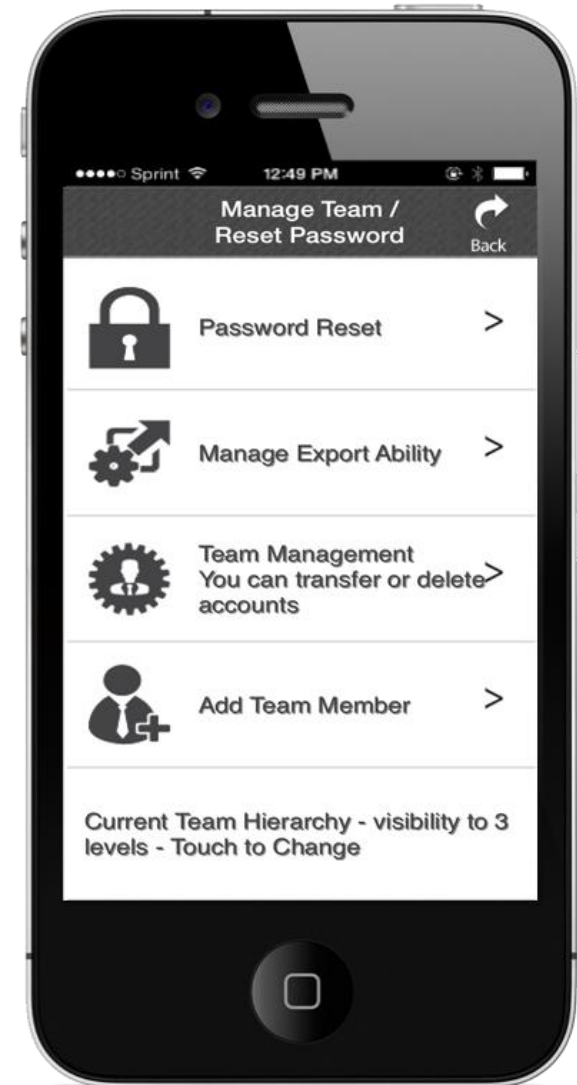 Sprint 12:49 PM
Manage Team /
Reset Password
Back
Password Reset >
Manage Export Ability >
Team Management
You can transfer or delete>
accounts
Add Team Member >
Current Team Hierarchy - visibility to 3
levels - Touch to Change